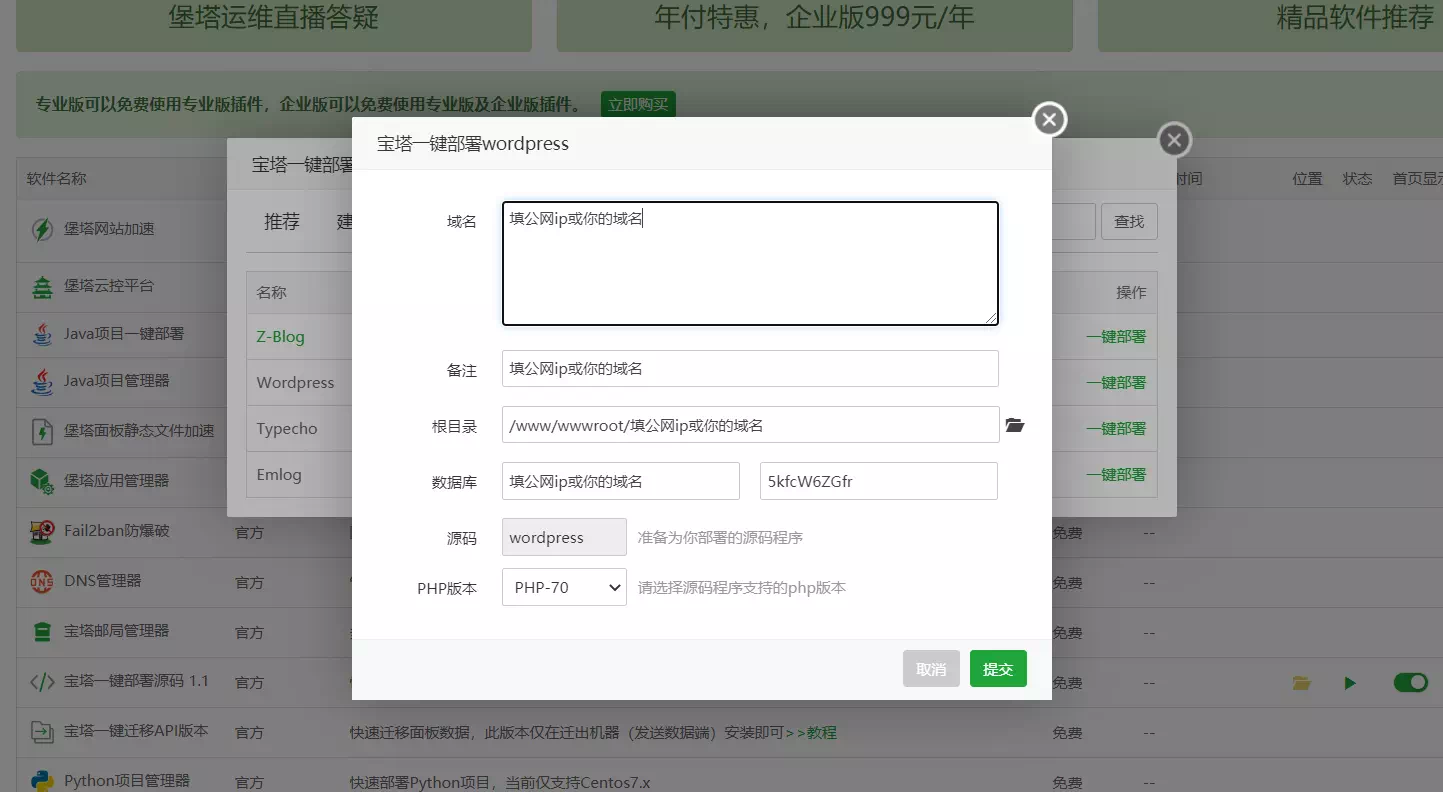 堡塔运维直播答疑 年付特惠，企业版999元/年 精品软件推荐
专业版可以免费使用专业版插件，企业版可以免费使用专业版及企业版插件。 立即购买
宝塔一键部署wordpress
宝塔一键部署
软件名称 时间 位置 状态 首页显示
域名 填公网ip或你的域名
推荐 建 查找
堡塔网站加速
堡塔云控平台
名称 操作
Java项目一键部署
Z-Blog 一键部署
备注 填公网ip或你的域名
Java项目管理器
Wordpress 一键部署
根目录 /www/wwwroot/填公网ip或你的域名
堡塔面板静态文件加速
Typecho 一键部署
数据库 填公网ip或你的域名 5kfcW6ZGfr
堡塔应用管理器
Emlog 一键部署
源码 wordpress 准备为你部署的源码程序
Fail2ban防爆破 官方 免费 --
PHP版本 PHP-70 请选择源码程序支持的php版本
DNS管理器 官方 免费 --
宝塔邮局管理器 官方 免费 --
取消 提交
宝塔一键部署源码 1.1 官方 免费 --
宝塔一键迁移API版本 官方 快速迁移面板数据，此版本仅在迁出机器（发送数据端）安装即可>>教程 免费 --
Python项目管理器 官方 快速部署Python项目，当前仅支持Centos7.x 免费 --